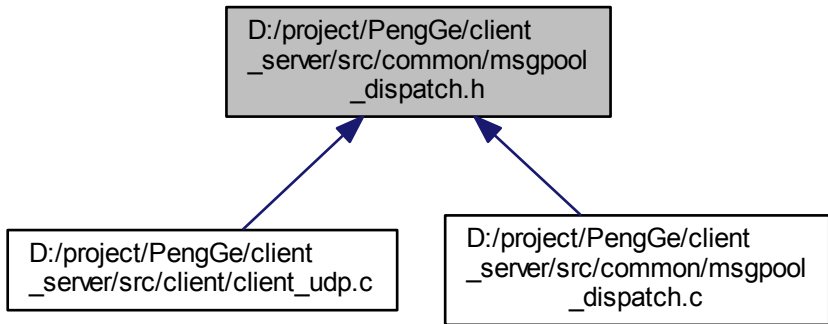 D:/project/PengGe/client
_server/src/common/msgpool
_dispatch.h
D:/project/PengGe/client
_server/src/client/client_udp.c
D:/project/PengGe/client
_server/src/common/msgpool
_dispatch.c